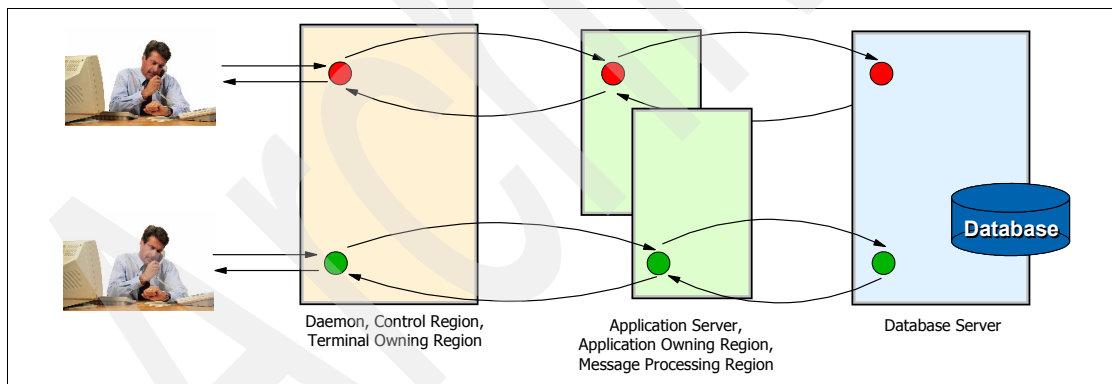 Database
Daemon, Control Region,
Terminal Owning Region
Application Server,
Application Owning Region,
Message Processing Region
Database Server